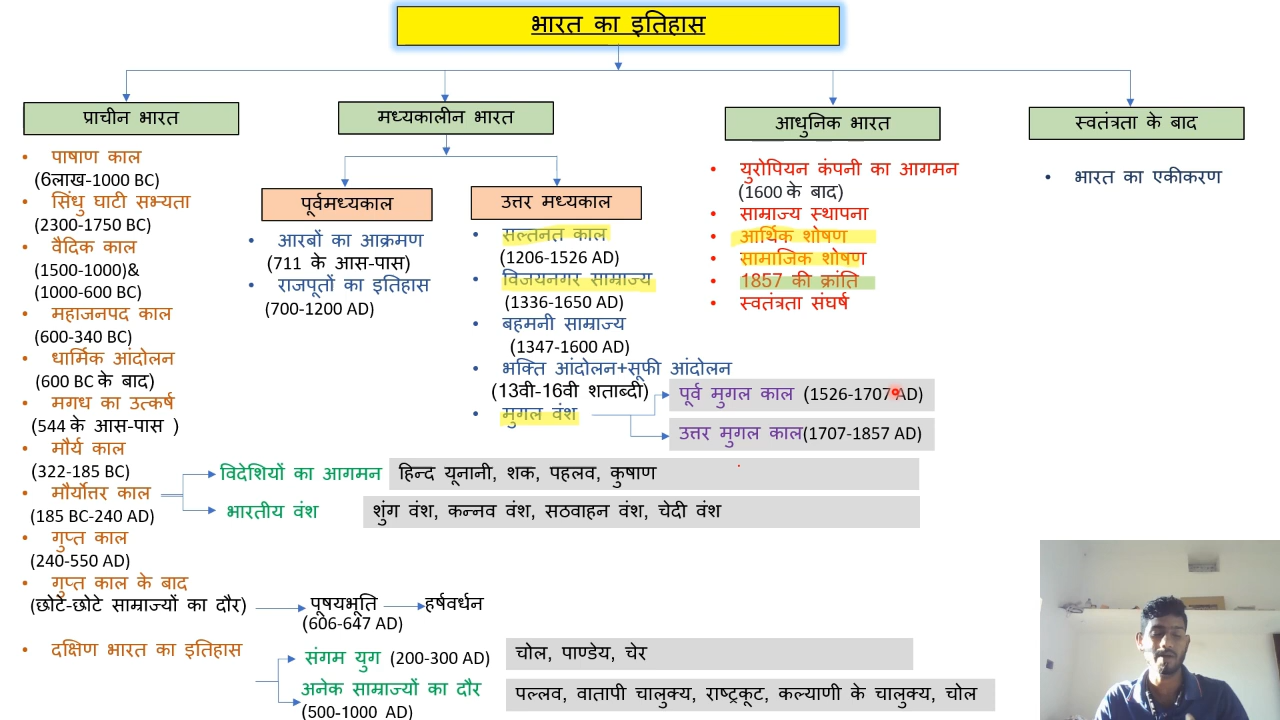 भारत का इतिहास
प्राचीन भारत
पाषाण काल
(6लाख-1000 BC)
सिंधु घाटी सभ्यता
(2300-1750 BC)
वैदिक काल
(1500-1000)&
(1000-600 BC)
महाजनपद काल
(600-340 BC)
धार्मिक आंदोलन
(600 BC के बाद)
मगध का उत्कर्ष
(544 के आस-पास )
मौर्य काल
(322-185 BC)
मौर्योत्तर काल
(185 BC-240 AD)
विदेशियों का आगमन
हिन्द यूनानी, शक, पहलव, कुषाण
भारतीय वंश
शुंग वंश, कन्नव वंश, सठवाहन वंश, चेदी वंश
गुप्त काल
(240-550 AD)
गुप्त काल के बाद
(छोटे-छोटे साम्राज्यों का दौर)
पूषयभूति
हर्षवर्धन
(606-647 AD)
दक्षिण भारत का इतिहास
संगम युग (200-300 AD)
चोल, पाण्डेय, चेर
अनेक साम्राज्यों का दौर
(500-1000 AD)
पल्लव, वातापी चालुक्य, राष्ट्रकूट, कल्याणी के चालुक्य, चोल
मध्यकालीन भारत
पूर्वमध्यकाल
आरबों का आक्रमण
(711 के आस-पास)
राजपूतों का इतिहास
(700-1200 AD)
उत्तर मध्यकाल
सल्तनत काल
(1206-1526 AD)
विजयनगर साम्राज्य
(1336-1650 AD)
बहमनी साम्राज्य
(1347-1600 AD)
भक्ति आंदोलन+सूफी आंदोलन
(13वी-16वी शताब्दी)
मुगल वंश
पूर्व मुगल काल (1526-1707 AD)
उत्तर मुगल काल(1707-1857 AD)
आधुनिक भारत
युरोपियन कंपनी का आगमन
(1600 के बाद)
साम्राज्य स्थापना
आर्थिक शोषण
सामाजिक शोषण
1857 की क्रांति
स्वतंत्रता संघर्ष
स्वतंत्रता के बाद
भारत का एकीकरण